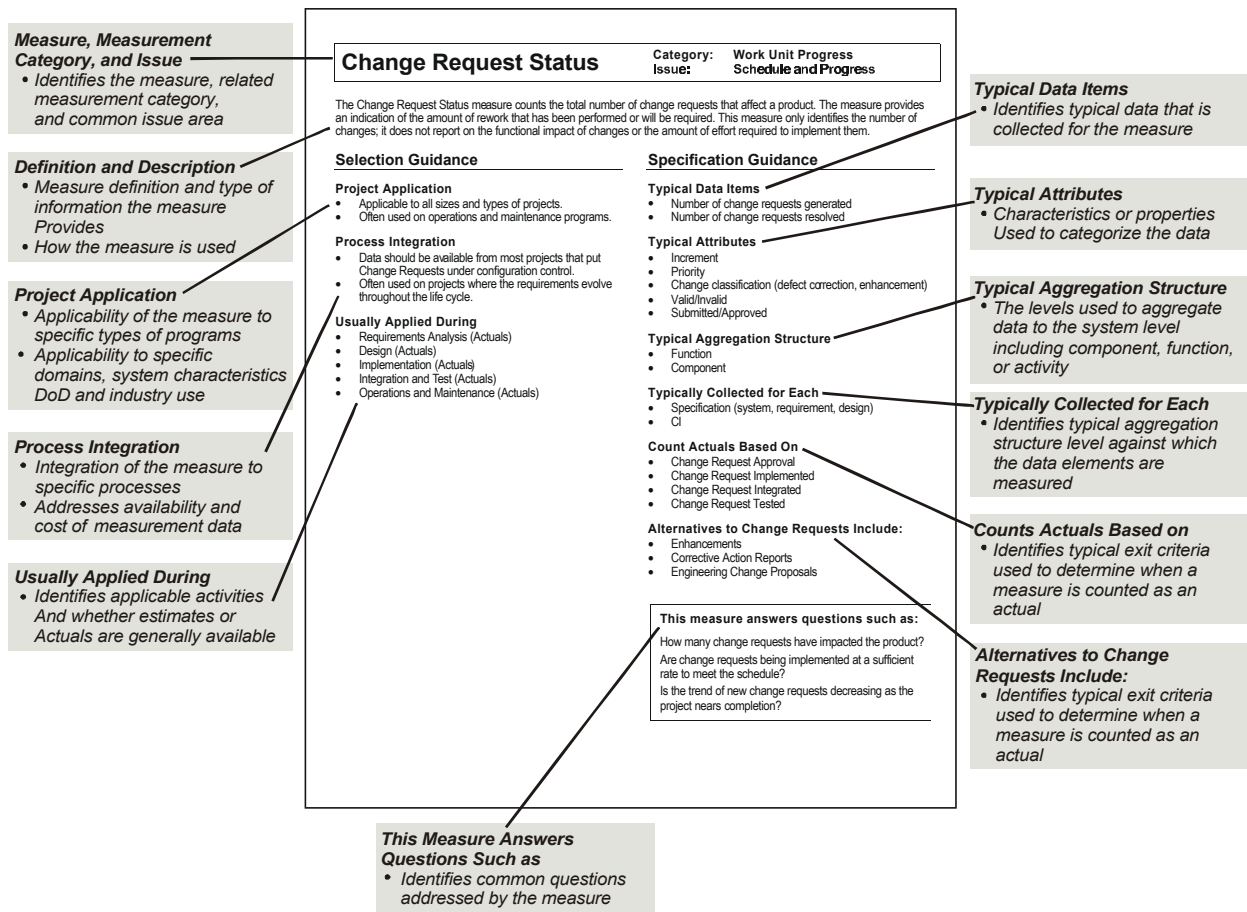 Measure, Measurement
Category, and Issue
• Identifies the measure, related
measurement category,
and common issue area
Definition and Description
• Measure definition and type of
information the measure
Provides
• How the measure is used
Project Application
• Applicability of the measure to
specific types of programs
• Applicability to specific
domains, system characteristics
DoD and industry use
Process Integration
• Integration of the measure to
specific processes
• Addresses availability and
cost of measurement data
Usually Applied During
• Identifies applicable activities
And whether estimates or
Actuals are generally available
Change Request Status
Category: Work Unit Progress
Issue: Schedule and Progress
The Change Request Status measure counts the total number of change requests that affect a product. The measure provides
an indication of the amount of rework that has been performed or will be required. This measure only identifies the number of
changes; it does not report on the functional impact of changes or the amount of effort required to implement them.
Selection Guidance
Project Application
• Applicable to all sizes and types of projects.
• Often used on operations and maintenance programs.
Process Integration
• Data should be available from most projects that put
Change Requests under configuration control.
• Often used on projects where the requirements evolve
throughout the life cycle.
Usually Applied During
• Requirements Analysis (Actuals)
• Design (Actuals)
• Implementation (Actuals)
• Integration and Test (Actuals)
• Operations and Maintenance (Actuals)
Specification Guidance
Typical Data Items
• Number of change requests generated
• Number of change requests resolved
Typical Attributes
• Increment
• Priority
• Change classification (defect correction, enhancement)
• Valid/Invalid
• Submitted/Approved
Typical Aggregation Structure
• Function
• Component
Typically Collected for Each
• Specification (system, requirement, design)
• CI
Count Actuals Based On
• Change Request Approval
• Change Request Implemented
• Change Request Integrated
• Change Request Tested
Alternatives to Change Requests Include:
• Enhancements
• Corrective Action Reports
• Engineering Change Proposals
This measure answers questions such as:
How many change requests have impacted the product?
Are change requests being implemented at a sufficient
rate to meet the schedule?
Is the trend of new change requests decreasing as the
project nears completion?
Typical Data Items
• Identifies typical data that is
collected for the measure
Typical Attributes
• Characteristics or properties
Used to categorize the data
Typical Aggregation Structure
• The levels used to aggregate
data to the system level
including component, function,
or activity
Typically Collected for Each
• Identifies typical aggregation
structure level against which
the data elements are
measured
Counts Actuals Based on
• Identifies typical exit criteria
used to determine when a
measure is counted as an
actual
Alternatives to Change
Requests Include:
• Identifies typical exit criteria
used to determine when a
measure is counted as an
actual
This Measure Answers
Questions Such as
• Identifies common questions
addressed by the measure